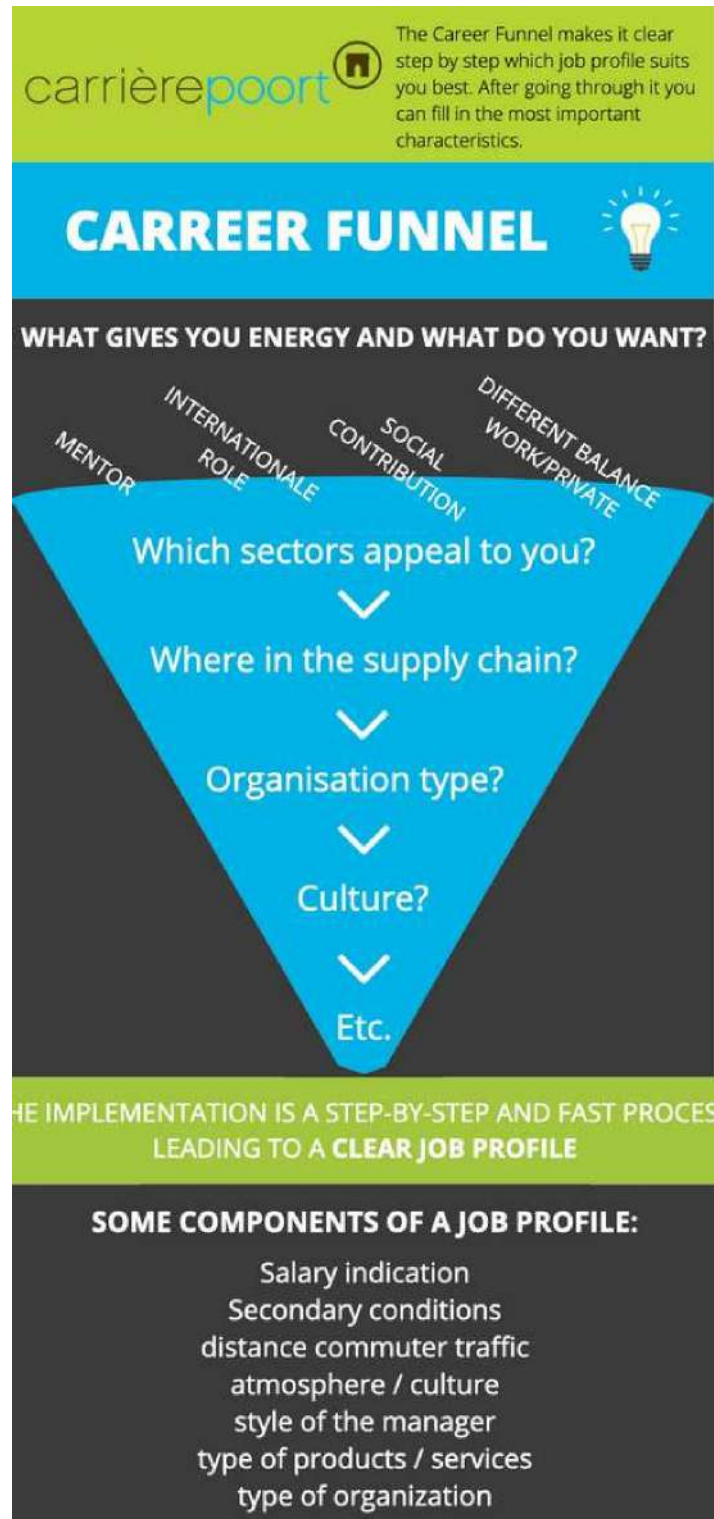 carrièrepoort
The Career Funnel makes it clear
step by step which job profile suits
you best. After going through it you
can fill in the most important
characteristics.
CARREER FUNNEL
WHAT GIVES YOU ENERGY AND WHAT DO YOU WANT?
MENTOR
INTERNATIONALE
ROLE
SOCIAL
CONTRIBUTION
DIFFERENT BALANCE
WORK/PRIVATE
Which sectors appeal to you?
Where in the supply chain?
Organisation type?
Culture?
Etc.
HE IMPLEMENTATION IS A STEP-BY-STEP AND FAST PROCES
LEADING TO A CLEAR JOB PROFILE
SOME COMPONENTS OF A JOB PROFILE:
Salary indication
Secondary conditions
distance commuter traffic
atmosphere / culture
style of the manager
type of products / services
type of organization